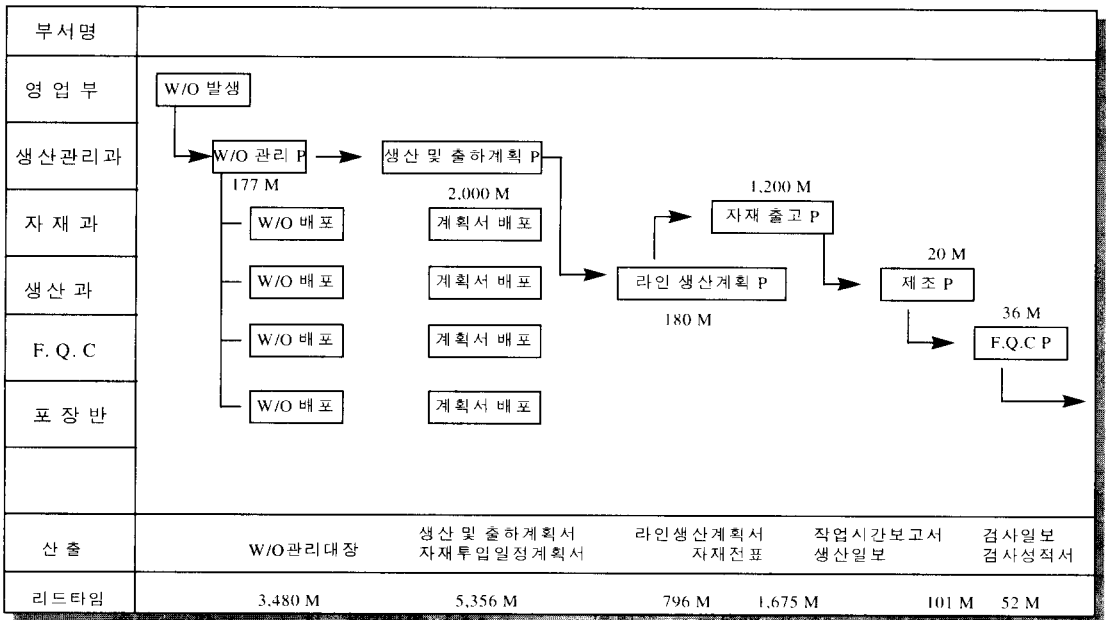 부서명
영업부
W/O 발생
생산관리과
W/O 관리 P
생산 및 출하계획 P
177 M
2,000 M
1,200 M
자재과
W/O 배포
계획서 배포
자재 출고 P
20 M
생산과
W/O 배포
계획서 배포
라인 생산계획 P
제조 P
180 M
36 M
F. Q. C
W/O 배포
계획서 배포
F.Q.C P
포장반
W/O 배포
계획서 배포
산출
W/O관리대장
생산 및 출하계획서
자재투입일정계획서
라인생산계획서
자재전표
작업시간보고서
생산일보
검사일보
검사성적서
리드타임
3,480 M
5,356 M
796 M
1,675 M
101 M
52 M